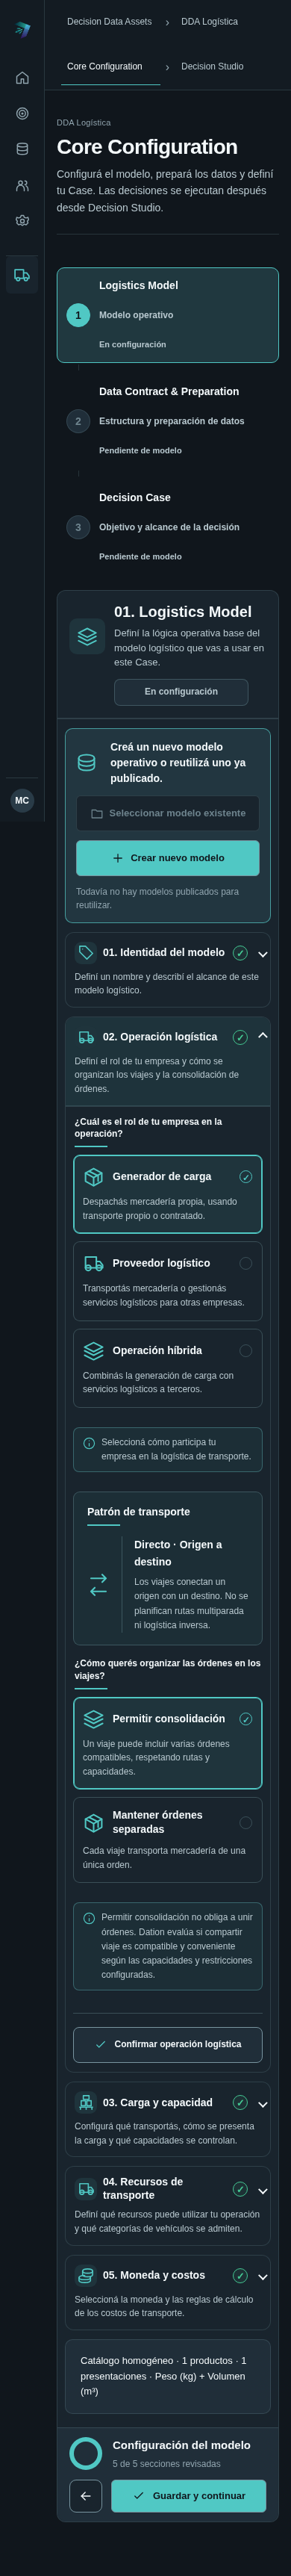 Decision Data Assets › DDA Logística
Core Configuration › Decision Studio
DDA Logística
Core Configuration
Configurá el modelo, prepará los datos y definí
tu Case. Las decisiones se ejecutan después
desde Decision Studio.
Logistics Model
1 Modelo operativo
En configuración
Data Contract & Preparation
2 Estructura y preparación de datos
Pendiente de modelo
Decision Case
3 Objetivo y alcance de la decisión
Pendiente de modelo
01. Logistics Model
Definí la lógica operativa base del
modelo logístico que vas a usar en
este Case.
En configuración
Creá un nuevo modelo
operativo o reutilizá uno ya
publicado.
Seleccionar modelo existente
Crear nuevo modelo
Todavía no hay modelos publicados para
reutilizar.
MC
01. Identidad del modelo
Definí un nombre y describí el alcance de este
modelo logístico.
02. Operación logística
Definí el rol de tu empresa y cómo se
organizan los viajes y la consolidación de
órdenes.
¿Cuál es el rol de tu empresa en la
operación?
Generador de carga
Despachás mercadería propia, usando
transporte propio o contratado.
Proveedor logístico
Transportás mercadería o gestionás
servicios logísticos para otras empresas.
Operación híbrida
Combinás la generación de carga con
servicios logísticos a terceros.
Seleccioná cómo participa tu
empresa en la logística de transporte.
Patrón de transporte
Directo · Origen a
destino
Los viajes conectan un
origen con un destino. No se
planifican rutas multiparada
ni logística inversa.
¿Cómo querés organizar las órdenes en los
viajes?
Permitir consolidación
Un viaje puede incluir varias órdenes
compatibles, respetando rutas y
capacidades.
Mantener órdenes
separadas
Cada viaje transporta mercadería de una
única orden.
Permitir consolidación no obliga a unir
órdenes. Dation evalúa si compartir
viaje es compatible y conveniente
según las capacidades y restricciones
configuradas.
Confirmar operación logística
03. Carga y capacidad
Configurá qué transportás, cómo se presenta
la carga y qué capacidades se controlan.
04. Recursos de
transporte
Definí qué recursos puede utilizar tu operación
y qué categorías de vehículos se admiten.
05. Moneda y costos
Seleccioná la moneda y las reglas de cálculo
de los costos de transporte.
Catálogo homogéneo · 1 productos · 1
presentaciones · Peso (kg) + Volumen
(m³)
Configuración del modelo
5 de 5 secciones revisadas
Guardar y continuar